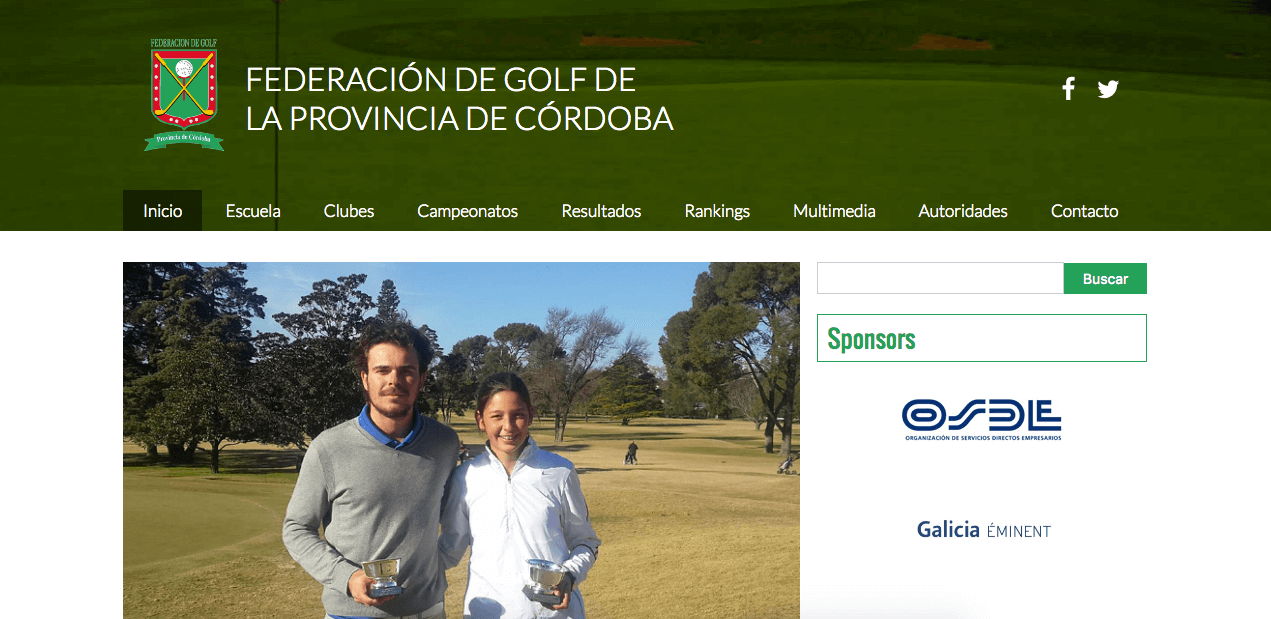 FEDERACION DE GOLF
Provincia de Córdoba
FEDERACIÓN DE GOLF DE
LA PROVINCIA DE CÓRDOBA
Inicio Escuela Clubes Campeonatos Resultados Rankings Multimedia Autoridades Contacto
Buscar
Sponsors
OSDE
ORGANIZACIÓN DE SERVICIOS DIRECTOS EMPRESARIOS
Galicia ÉMINENT